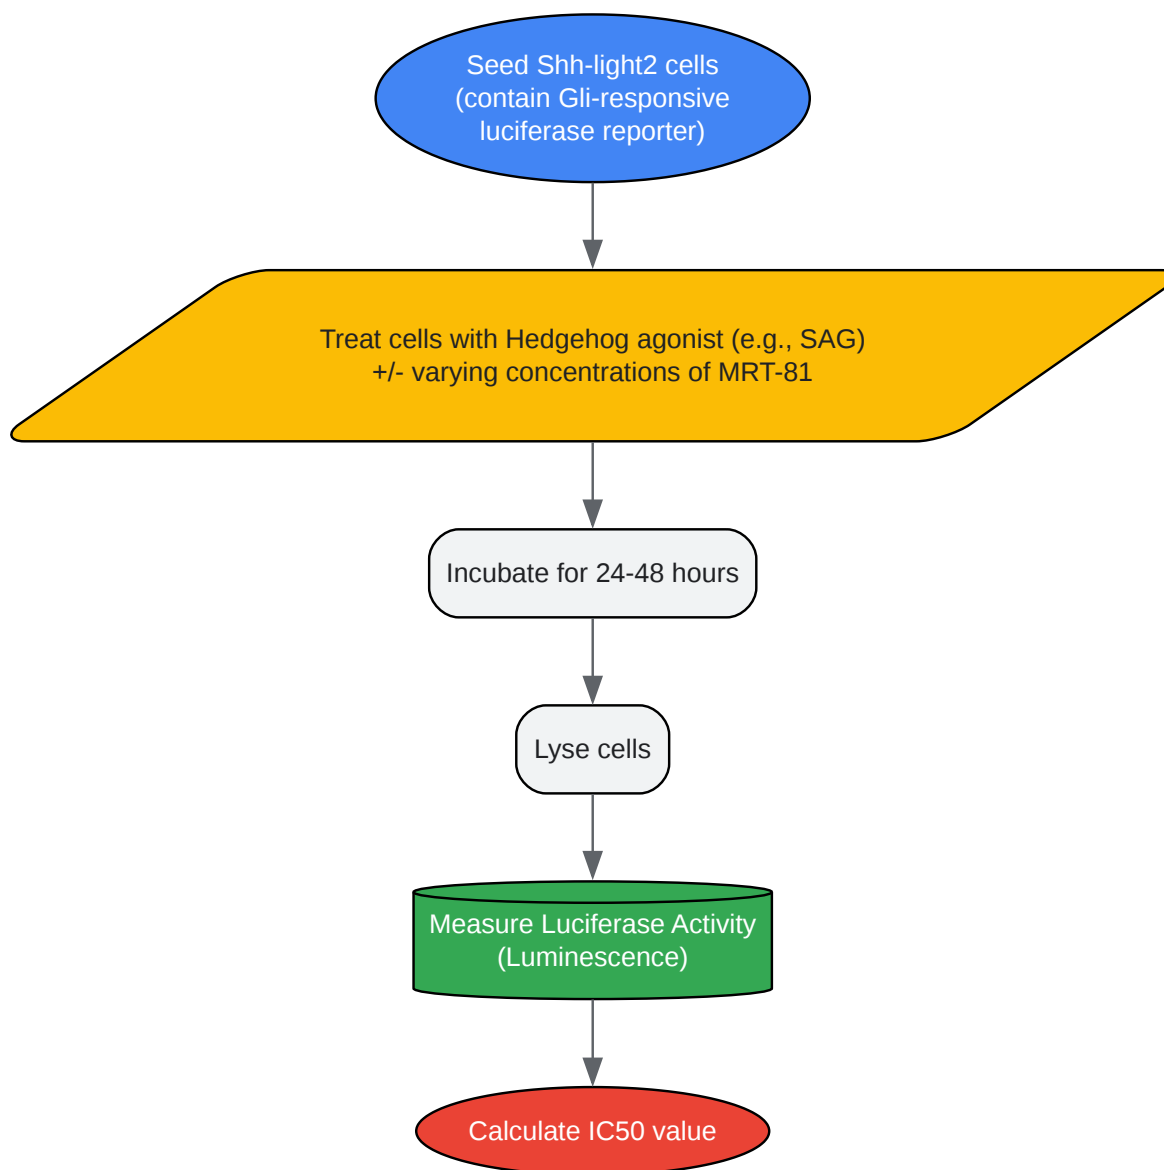 Seed Shh-light2 cells
(contain Gli-responsive
luciferase reporter)
Treat cells with Hedgehog agonist (e.g., SAG)
+/- varying concentrations of MRT-81
Incubate for 24-48 hours
Lyse cells
Measure Luciferase Activity
(Luminescence)
Calculate IC50 value